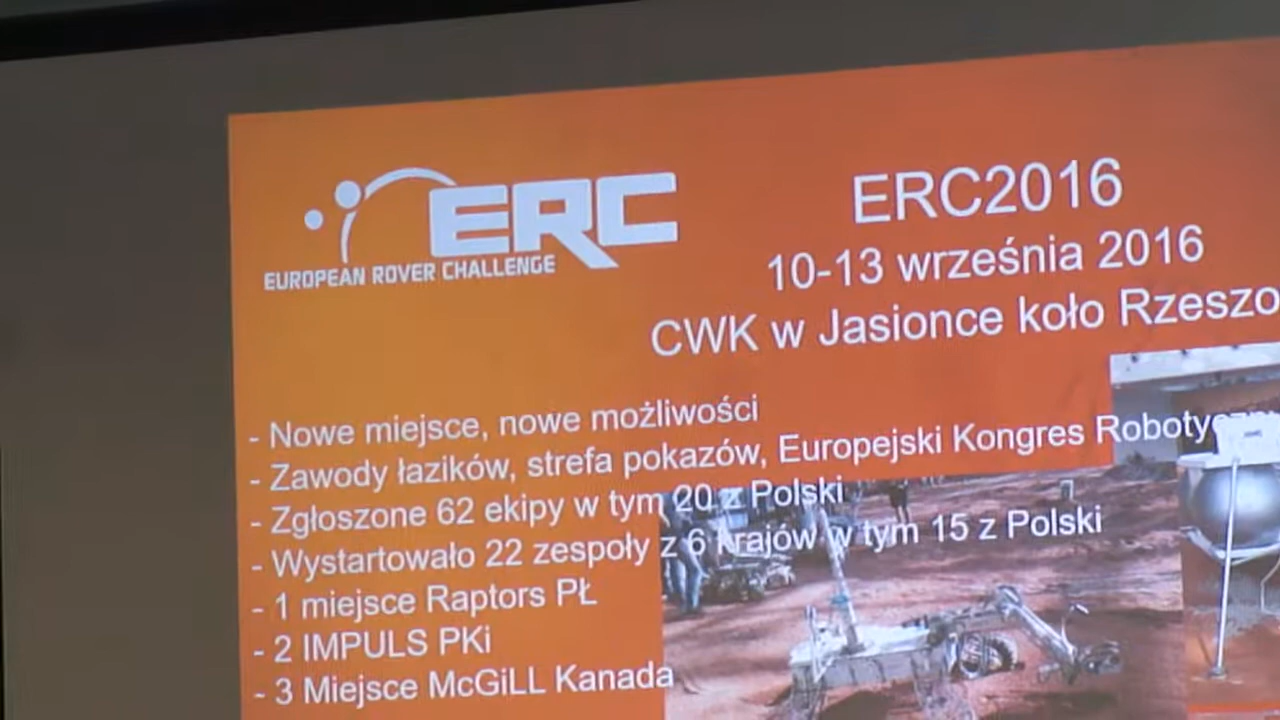 ERC
EUROPEAN ROVER CHALLENGE
ERC2016
10-13 września 2016
CWK w Jasionce koło Rzeszo
- Nowe miejsce, nowe możliwości
- Zawody łazików, strefa pokazów, Europejski Kongres Robotyczn
- Zgłoszone 62 ekipy w tym 20 z Polski
- Wystartowało 22 zespoły z 6 krajów w tym 15 z Polski
- 1 miejsce Raptors PŁ
- 2 IMPULS PKi
- 3 Miejsce McGiLL Kanada